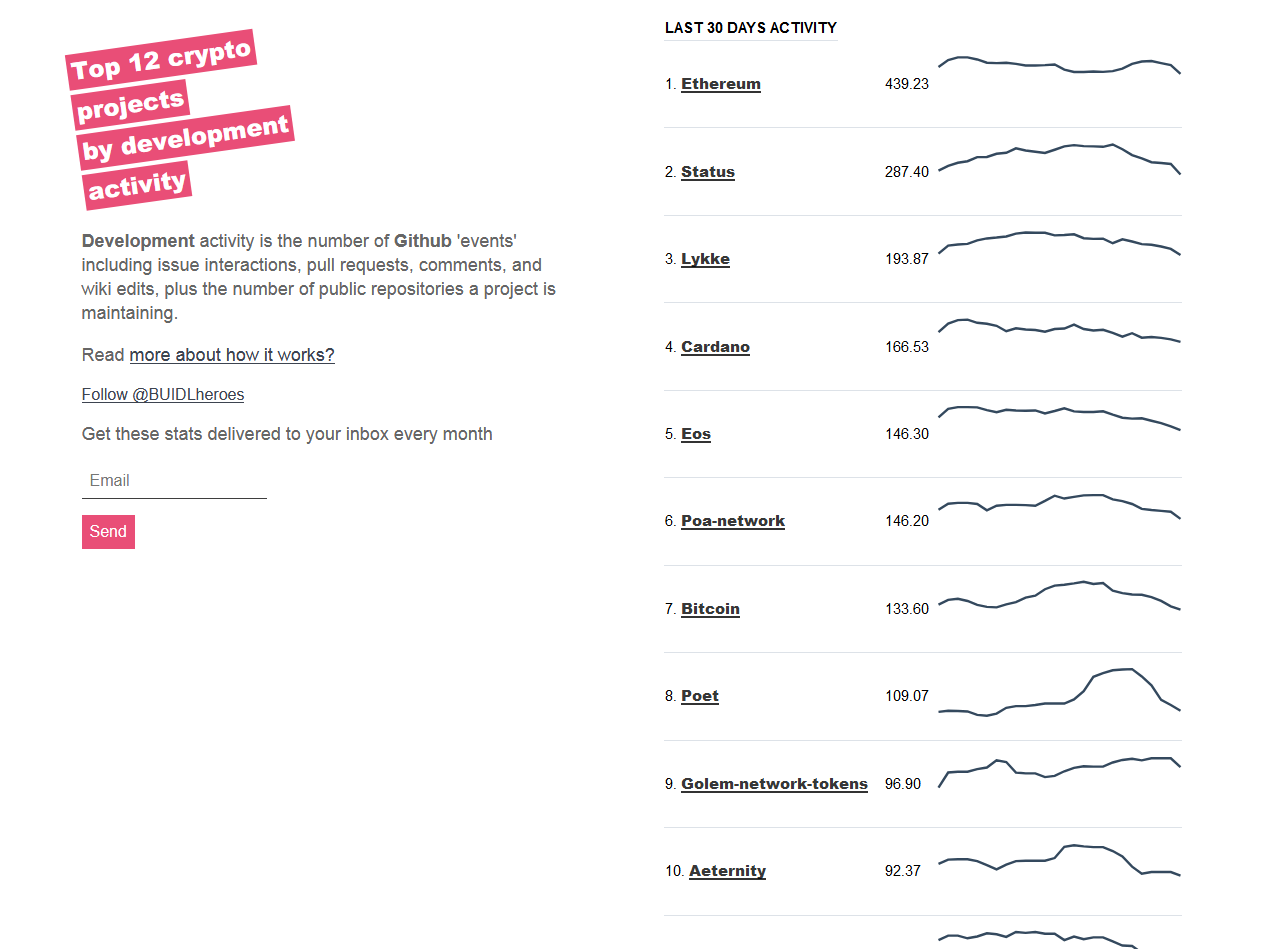 Top 12 crypto
projects
by development
activity
Development activity is the number of Github 'events'
including issue interactions, pull requests, comments, and
wiki edits, plus the number of public repositories a project is
maintaining.
Read more about how it works?
Follow @BUIDLheroes
Get these stats delivered to your inbox every month
Email
Send
LAST 30 DAYS ACTIVITY
1. Ethereum 439.23
2. Status 287.40
3. Lykke 193.87
4. Cardano 166.53
5. Eos 146.30
6. Poa-network 146.20
7. Bitcoin 133.60
8. Poet 109.07
9. Golem-network-tokens 96.90
10. Aeternity 92.37